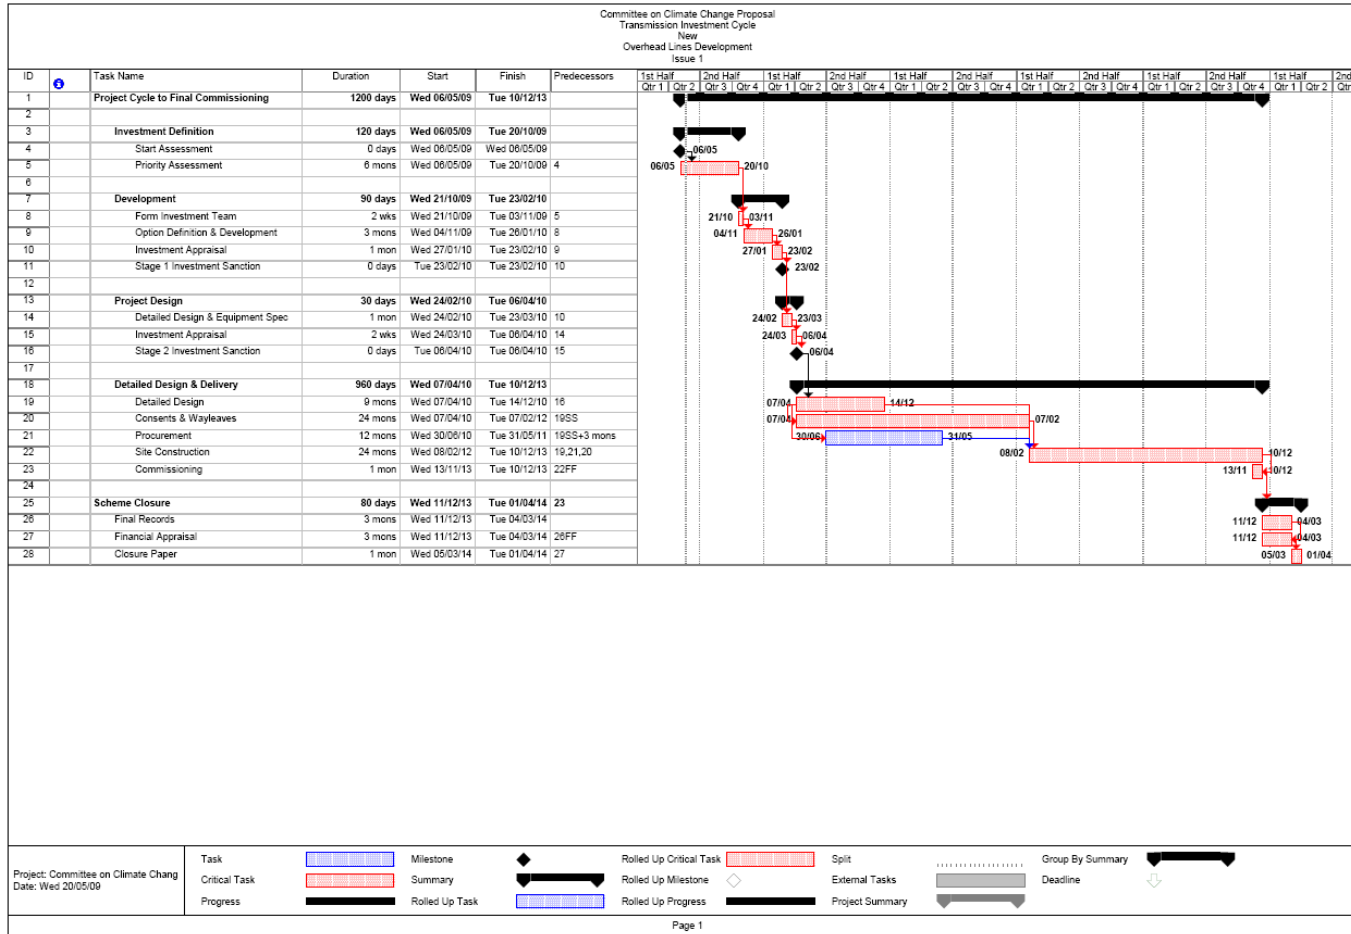 Committee on Climate Change Proposal
Transmission Investment Cycle
New
Overhead Lines Development
Issue 1
ID Task Name Duration Start Finish Predecessors 1st Half 2nd Half 1st Half 2nd Half 1st Half 2nd Half 1st Half 2nd Half 1st Half 2nd Half 1st Half 2nd
Qtr 1 Qtr 2 Qtr 3 Qtr 4 Qtr 1 Qtr 2 Qtr 3 Qtr 4 Qtr 1 Qtr 2 Qtr 3 Qtr 4 Qtr 1 Qtr 2 Qtr 3 Qtr 4 Qtr 1 Qtr 2 Qtr 3 Qtr 4 Qtr 1 Qtr 2 Qtr 3
1 Project Cycle to Final Commissioning 1200 days Wed 06/05/09 Tue 10/12/13
2
3 Investment Definition 120 days Wed 06/05/09 Tue 20/10/09
4 Start Assessment 0 days Wed 06/05/09 Wed 06/05/09 06/05
5 Priority Assessment 6 mons Wed 06/05/09 Tue 20/10/09 4 06/05 20/10
6
7 Development 90 days Wed 21/10/09 Tue 23/02/10
8 Form Investment Team 2 wks Wed 21/10/09 Tue 03/11/09 5 21/10 03/11
9 Option Definition & Development 3 mons Wed 04/11/09 Tue 26/01/10 8 04/11 26/01
10 Investment Appraisal 1 mon Wed 27/01/10 Tue 23/02/10 9 27/01 23/02
11 Stage 1 Investment Sanction 0 days Tue 23/02/10 Tue 23/02/10 10 23/02
12
13 Project Design 30 days Wed 24/02/10 Tue 06/04/10
14 Detailed Design & Equipment Spec 1 mon Wed 24/02/10 Tue 23/03/10 10 24/02 23/03
15 Investment Appraisal 2 wks Wed 24/03/10 Tue 06/04/10 14 24/03 06/04
16 Stage 2 Investment Sanction 0 days Tue 06/04/10 Tue 06/04/10 15 06/04
17
18 Detailed Design & Delivery 960 days Wed 07/04/10 Tue 10/12/13
19 Detailed Design 9 mons Wed 07/04/10 Tue 14/12/10 16 07/04 14/12
20 Consents & Wayleaves 24 mons Wed 07/04/10 Tue 07/02/12 19SS 07/04 07/02
21 Procurement 12 mons Wed 30/06/10 Tue 31/05/11 19SS+3 mons 30/06 31/05
22 Site Construction 24 mons Wed 08/02/12 Tue 10/12/13 19,21,20 08/02 10/12
23 Commissioning 1 mon Wed 13/11/13 Tue 10/12/13 22FF 13/11 10/12
24
25 Scheme Closure 80 days Wed 11/12/13 Tue 01/04/14 23
26 Final Records 3 mons Wed 11/12/13 Tue 04/03/14 11/12 04/03
27 Financial Appraisal 3 mons Wed 11/12/13 Tue 04/03/14 26FF 11/12 04/03
28 Closure Paper 1 mon Wed 05/03/14 Tue 01/04/14 27 05/03 01/04
Project: Committee on Climate Chang
Date: Wed 20/05/09
Task Milestone Rolled Up Critical Task Split Group By Summary
Critical Task Summary Rolled Up Milestone External Tasks Deadline
Progress Rolled Up Task Rolled Up Progress Project Summary
Page 1